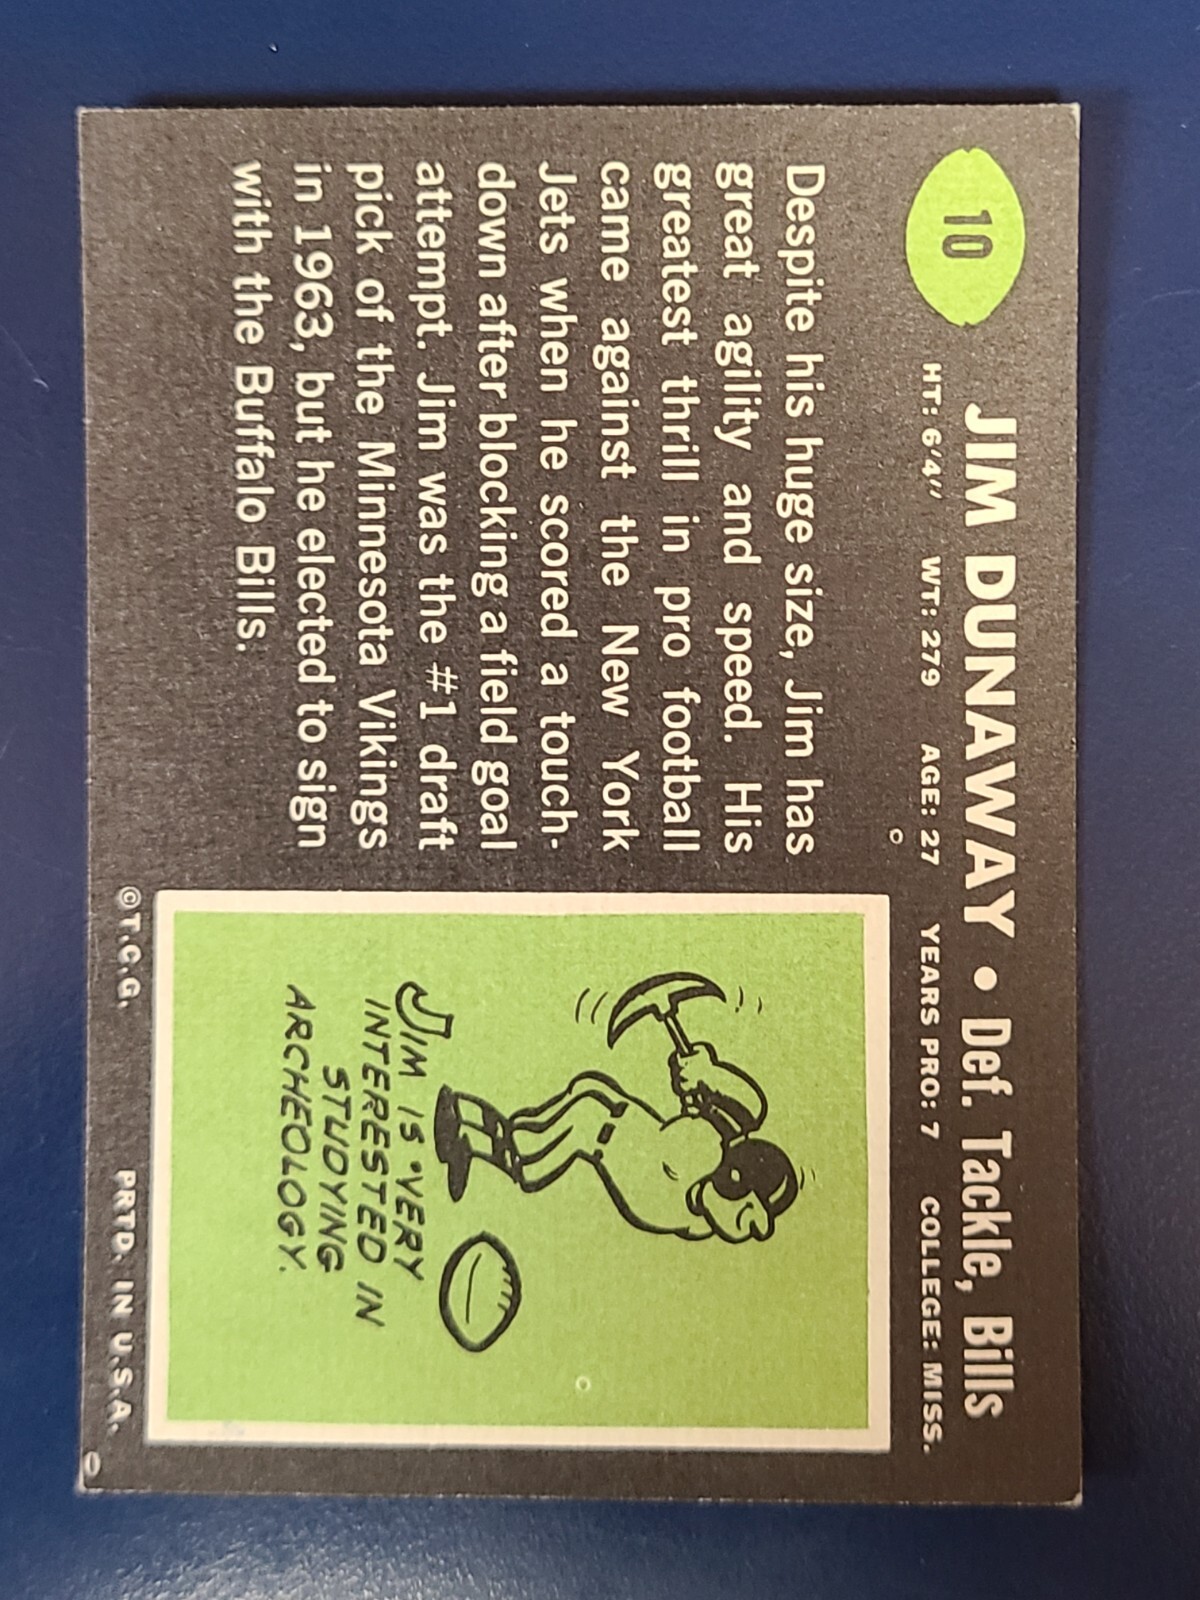 10
JIM DUNAWAY • Def. Tackle, Bills
HT: 6'4" WT: 279 AGE: 27 YEARS PRO: 7 COLLEGE: MISS.
Despite his huge size, Jim has
great agility and speed. His
greatest thrill in pro football
came against the New York
Jets when he scored a touch-
down after blocking a field goal
attempt. Jim was the #1 draft
pick of the Minnesota Vikings
in 1963, but he elected to sign
with the Buffalo Bills.
JIM IS VERY
INTERESTED IN
STUDYING
ARCHEOLOGY.
©T.C.G. PRTD. IN U.S.A.